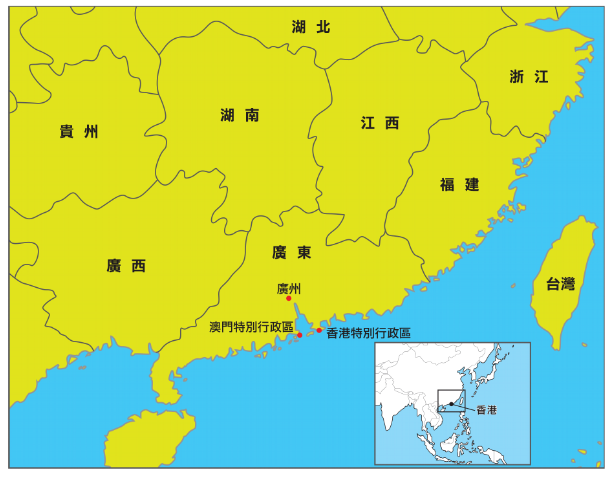 湖北
浙江
貴州
湖南
江西
福建
廣西
廣東
台灣
廣州
澳門特別行政區
香港特別行政區
香港